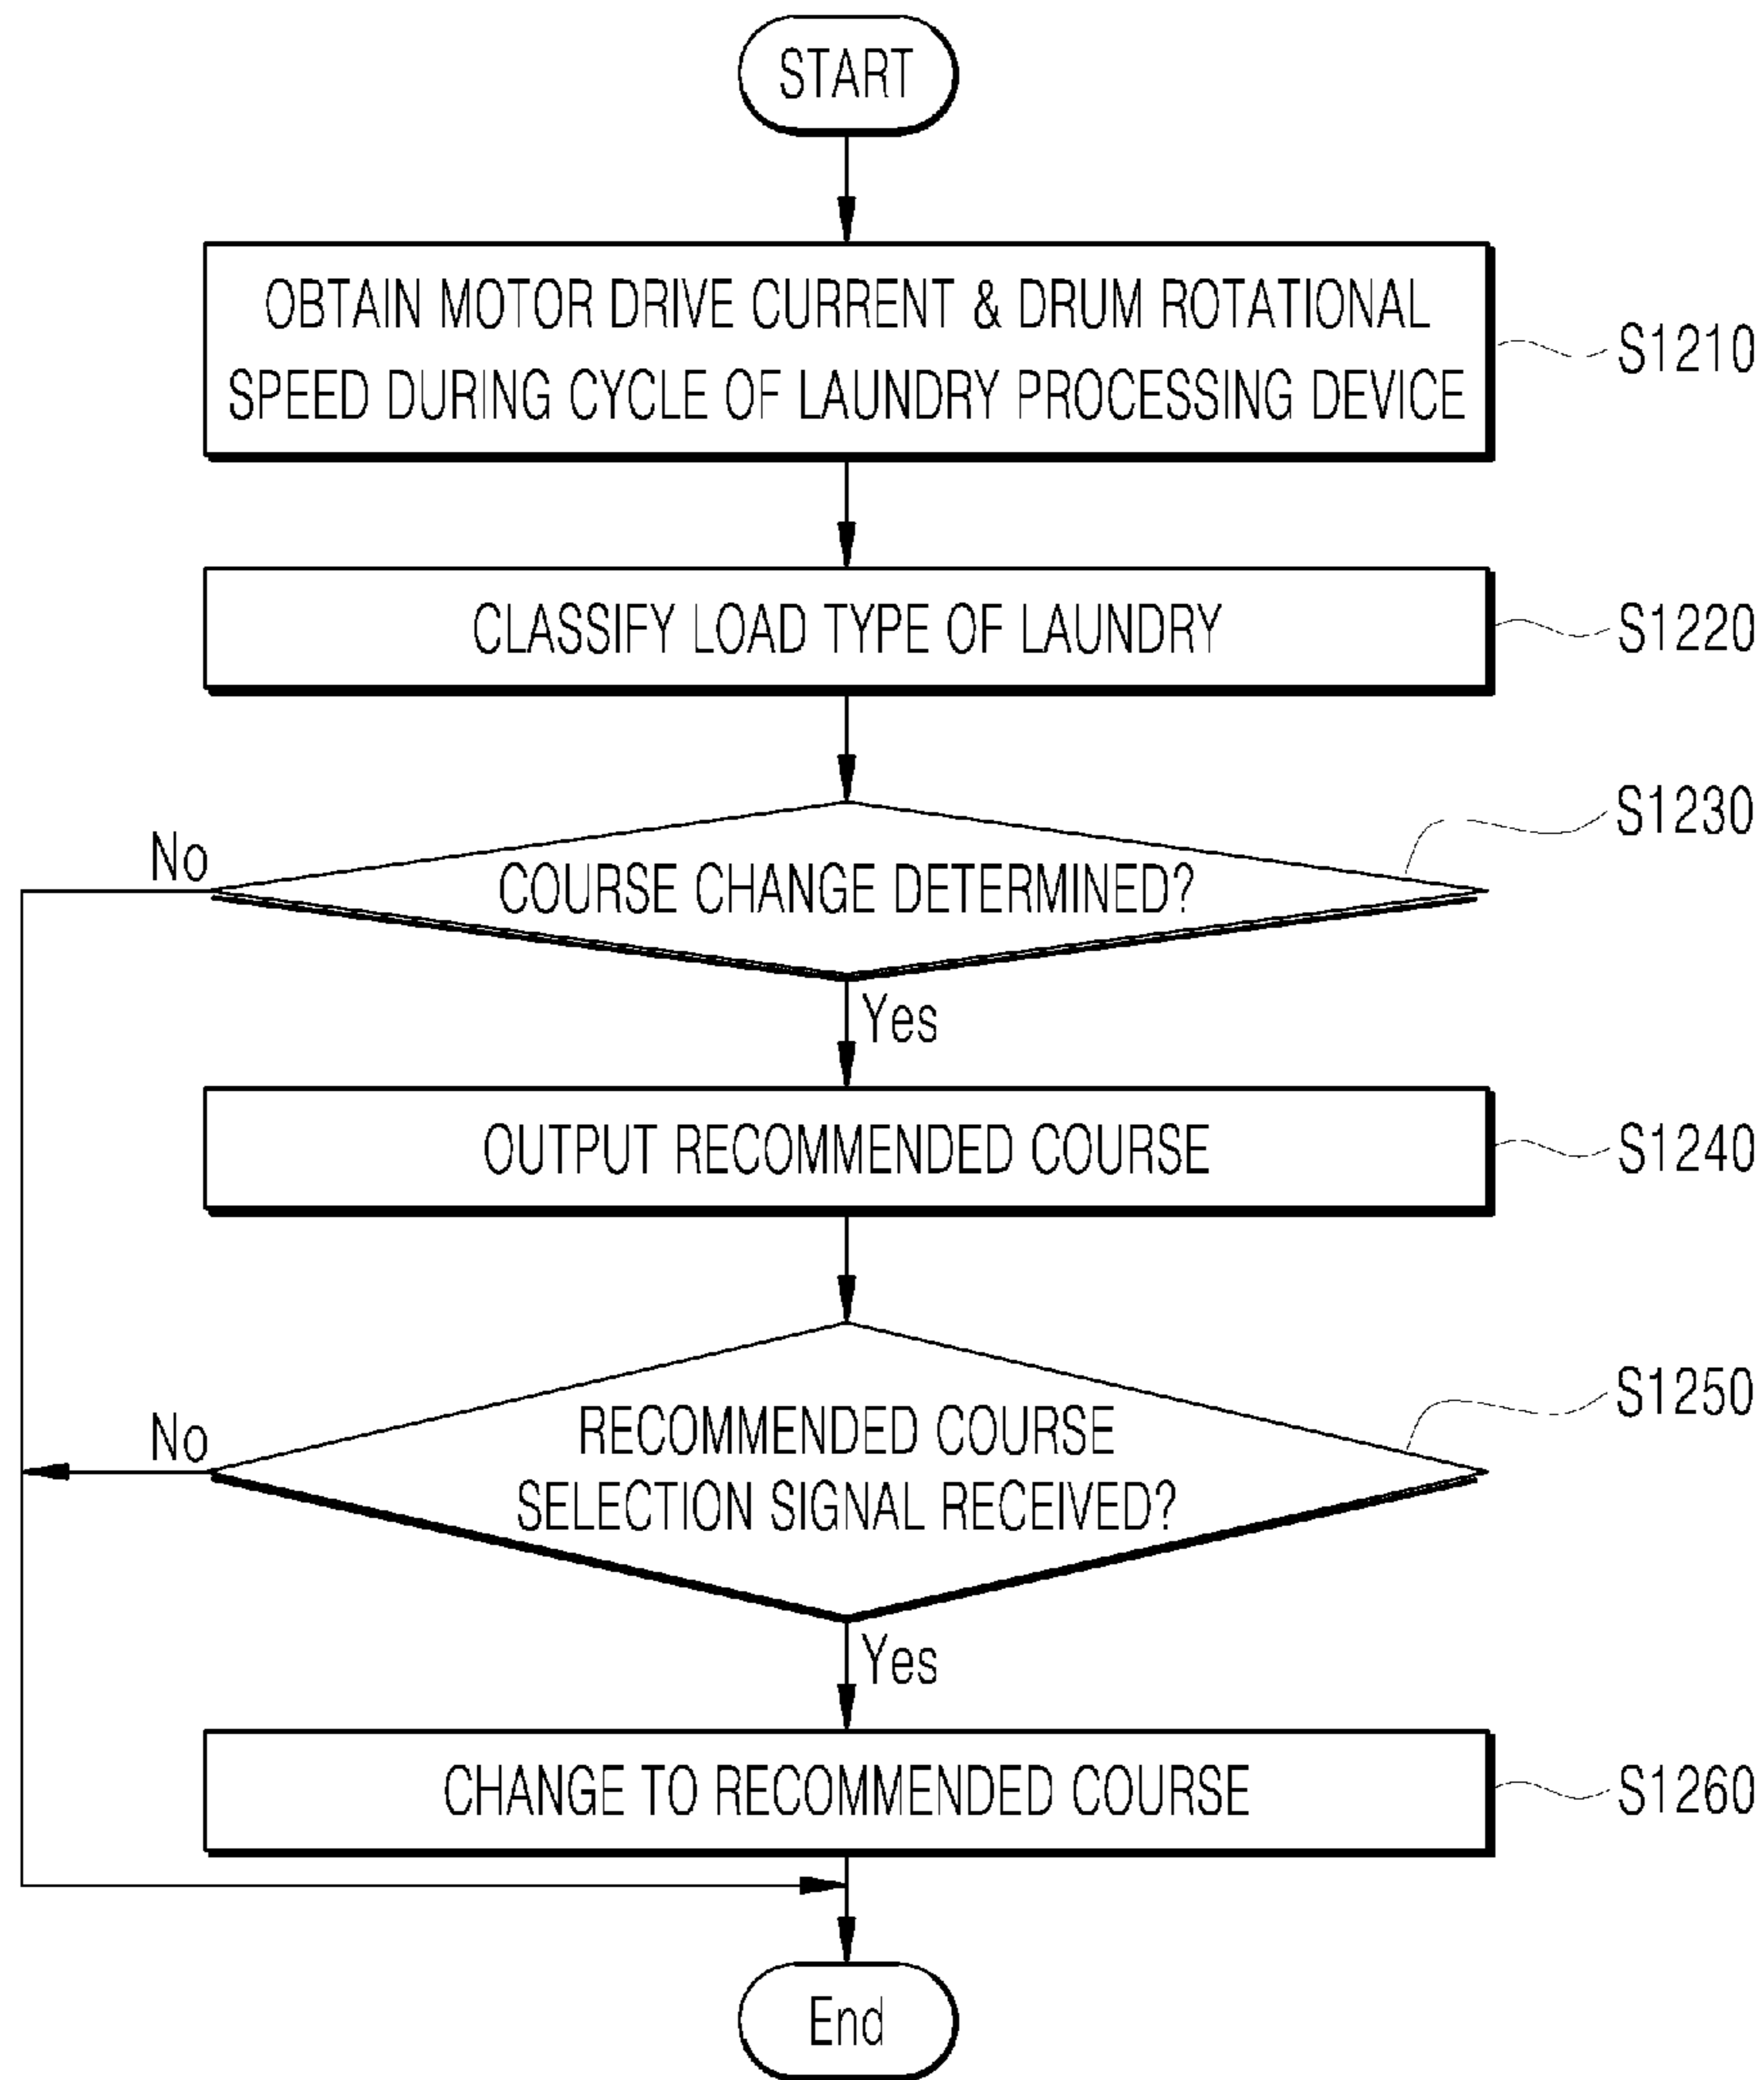 START
OBTAIN MOTOR DRIVE CURRENT & DRUM ROTATIONAL
SPEED DURING CYCLE OF LAUNDRY PROCESSING DEVICE
S1210
CLASSIFY LOAD TYPE OF LAUNDRY
S1220
S1230
No
COURSE CHANGE DETERMINED?
Yes
OUTPUT RECOMMENDED COURSE
S1240
S1250
No
RECOMMENDED COURSE
SELECTION SIGNAL RECEIVED?
Yes
CHANGE TO RECOMMENDED COURSE
S1260
End